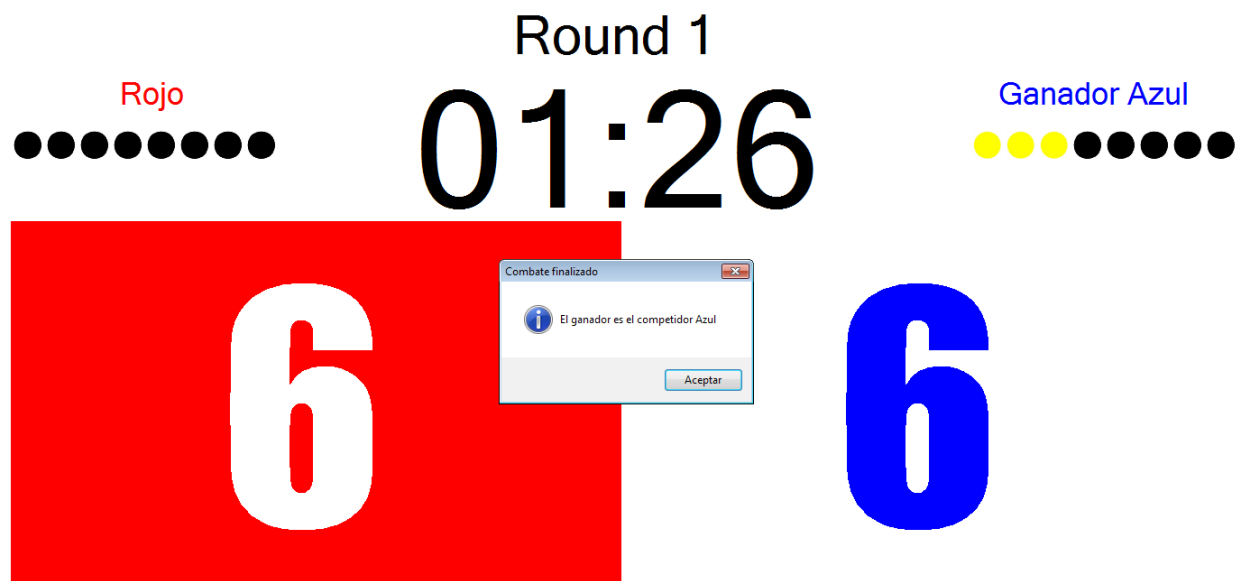 Round 1
Rojo
01:26
Ganador Azul
Combate finalizado
El ganador es el competidor Azul
Aceptar
6
6